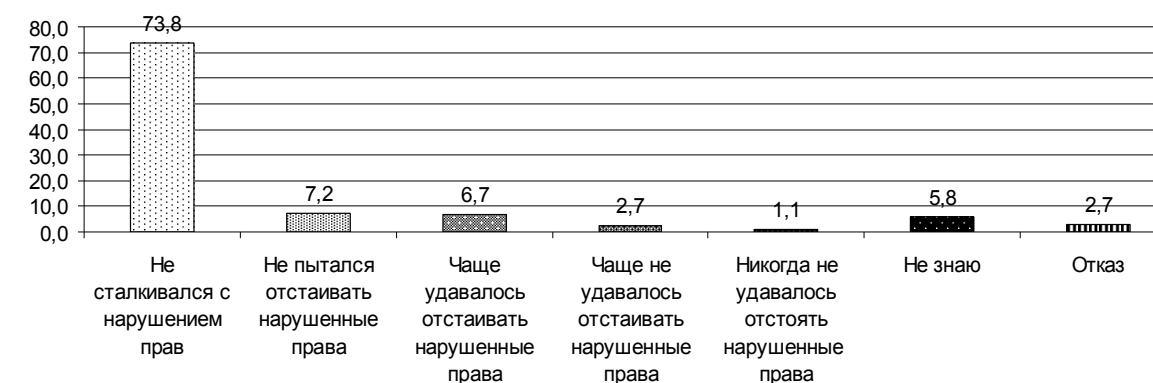 80,0
70,0
60,0
50,0
40,0
30,0
20,0
10,0
0,0
73,8
7,2
6,7
2,7
1,1
5,8
2,7
Не
сталкивался с
нарушением
прав
Не пытался
отстаивать
нарушенные
права
Чаще
удавалось
отстаивать
нарушенные
права
Чаще не
удавалось
отстаивать
нарушенные
права
Никогда не
удавалось
отстоять
нарушенные
права
Не знаю
Отказ